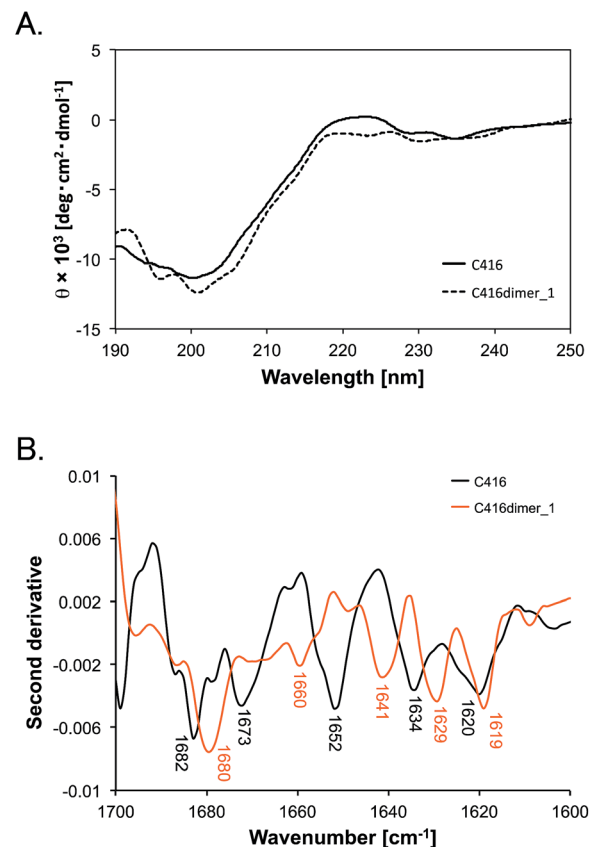 A.
θ × 10³ [deg·cm²·dmol⁻¹]
5
0
-5
-10
-15
C416
C416dimer_1
190 200 210 220 230 240 250
Wavelength [nm]
B.
Second derivative
0.01
0.006
0.002
-0.002
-0.006
-0.01
C416
C416dimer_1
1682
1680
1673
1660
1652
1641
1634
1629
1620
1619
1700 1680 1660 1640 1620 1600
Wavenumber [cm⁻¹]